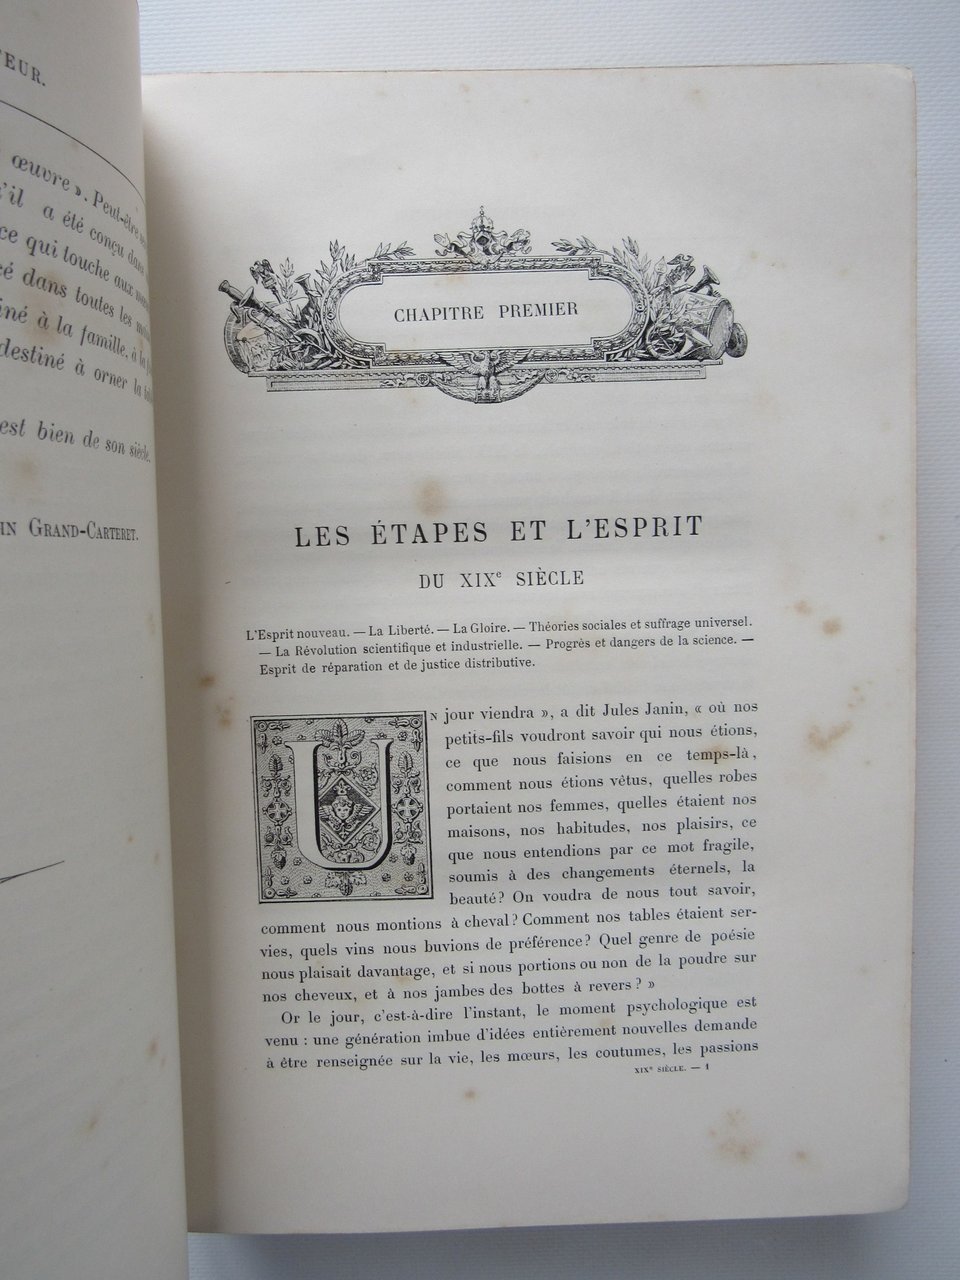 TEUR.
œuvre ». Peut-être
'il a été conçu dans
ce qui touche aux
dans toutes les
à la famille, à la
destiné à orner la
est bien de son siècle.
GRAND-CARTERET.
CHAPITRE PREMIER
LES ÉTAPES ET L'ESPRIT
DU XIXe SIÈCLE
L'Esprit nouveau. — La Liberté. — La Gloire. — Théories sociales et suffrage universel.
— La Révolution scientifique et industrielle. — Progrès et dangers de la science. —
Esprit de réparation et de justice distributive.
UN jour viendra », a dit Jules Janin, « où nos
petits-fils voudront savoir qui nous étions,
ce que nous faisions en ce temps-là,
comment nous étions vêtus, quelles robes
portaient nos femmes, quelles étaient nos
maisons, nos habitudes, nos plaisirs, ce
que nous entendions par ce mot fragile,
soumis à des changements éternels, la
beauté? On voudra de nous tout savoir,
comment nous montions à cheval? Comment nos tables étaient ser-
vies, quels vins nous buvions de préférence? Quel genre de poésie
nous plaisait davantage, et si nous portions ou non de la poudre sur
nos cheveux, et à nos jambes des bottes à revers? »
Or le jour, c'est-à-dire l'instant, le moment psychologique est
venu : une génération imbue d'idées entièrement nouvelles demande
à être renseignée sur la vie, les mœurs, les coutumes, les passions
XIXe SIÈCLE. — 1